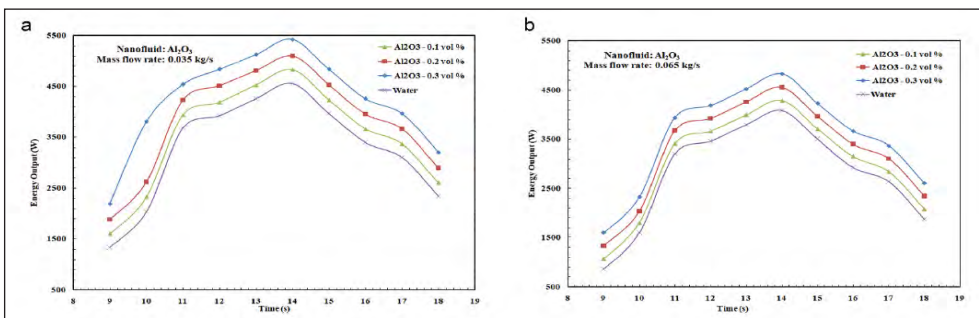 a
Nanofluid: Al₂O₃
Mass flow rate: 0.035 kg/s
Al2O3 - 0.1 vol %
Al2O3 - 0.2 vol %
Al2O3 - 0.3 vol %
Water
Energy Output (W)
5500
4500
3500
2500
1500
500
8 9 10 11 12 13 14 15 16 17 18 19
Time (s)
b
Nanofluid: Al₂O₃
Mass flow rate: 0.065 kg/s
Al2O3 - 0.1 vol %
Al2O3 - 0.2 vol %
Al2O3 - 0.3 vol %
Water
Energy Output (W)
5500
4500
3500
2500
1500
500
8 9 10 11 12 13 14 15 16 17 18 19
Time (s)